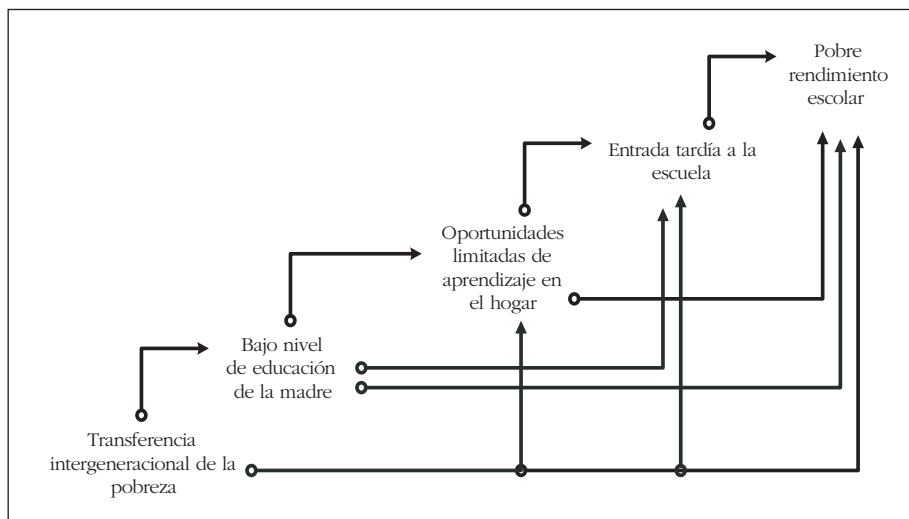 Pobre
rendimiento
escolar
Entrada tardía a la
escuela
Oportunidades
limitadas de
aprendizaje en
el hogar
Bajo nivel
de educación
de la madre
Transferencia
intergeneracional de la
pobreza